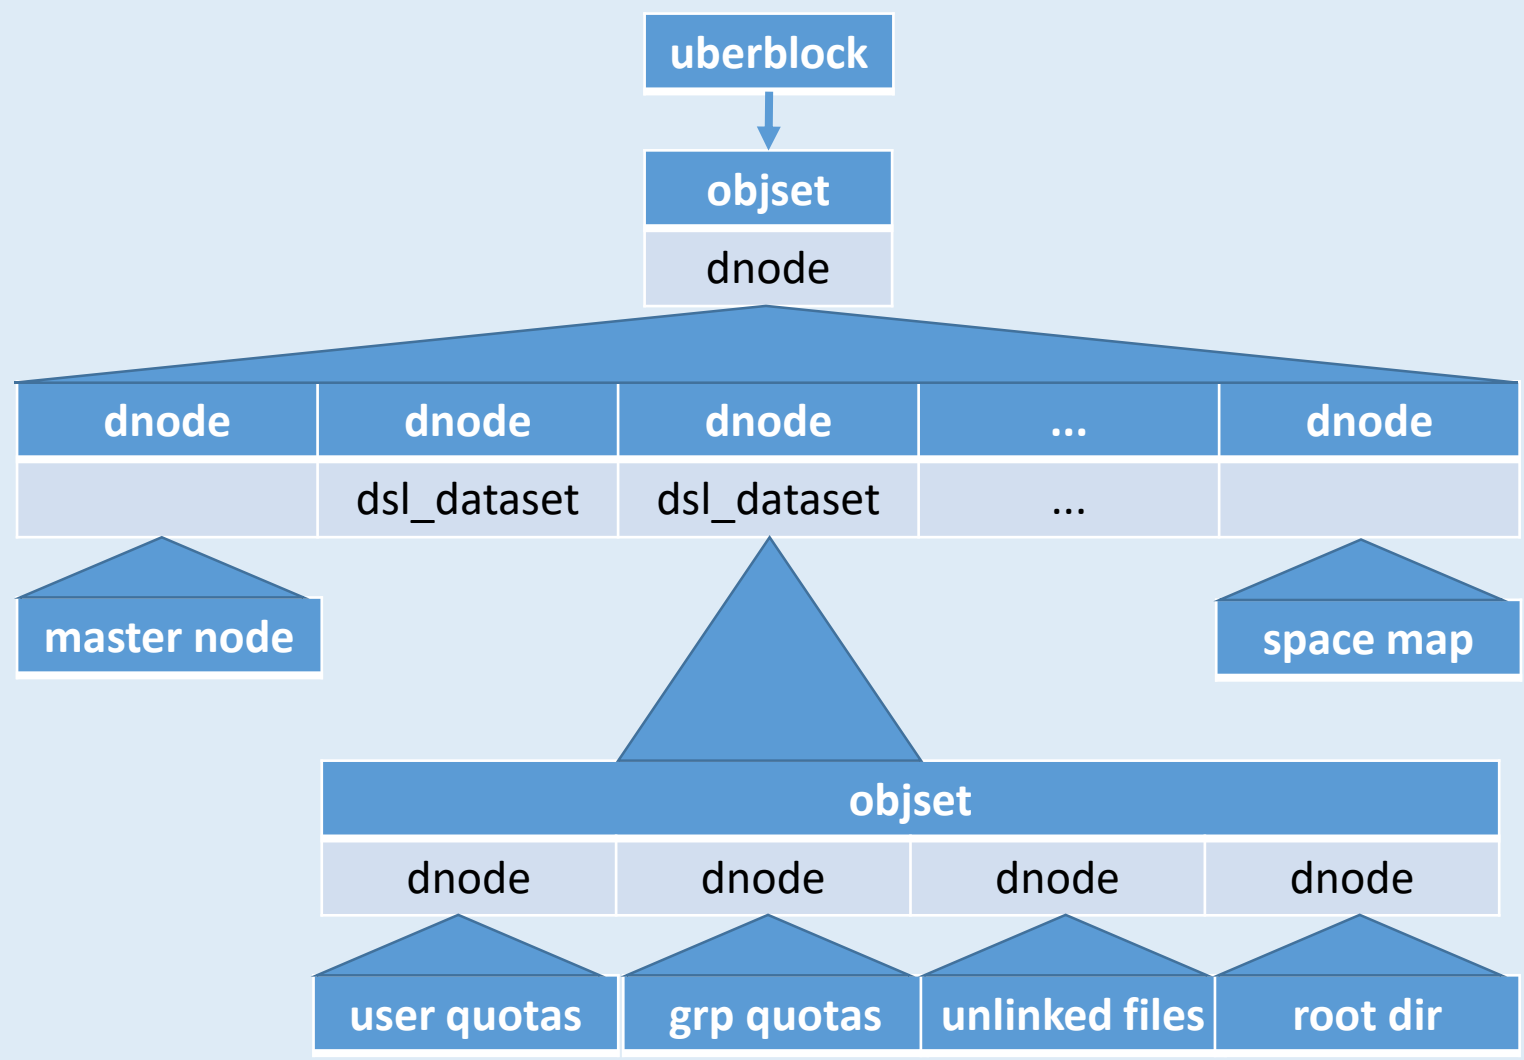 uberblock
objset
dnode
dnode dnode dnode ... dnode
dsl_dataset dsl_dataset ...
master node space map
objset
dnode dnode dnode dnode
user quotas grp quotas unlinked files root dir